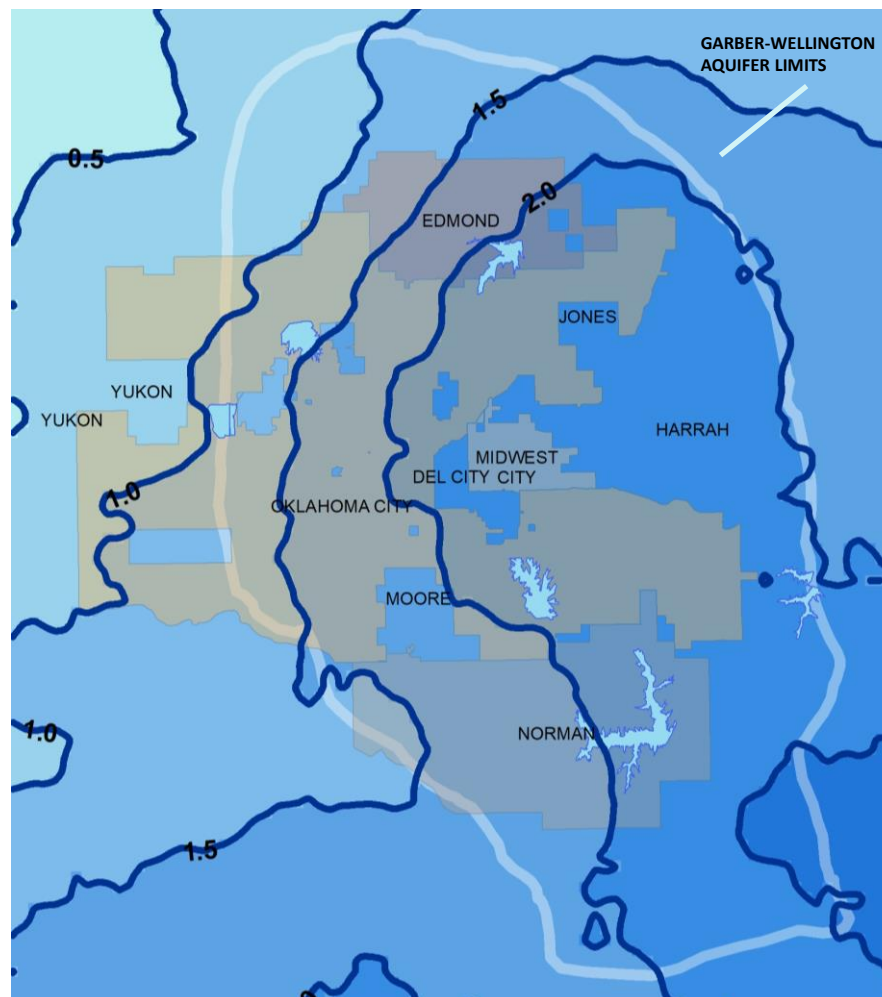 GARBER-WELLINGTON
AQUIFER LIMITS
1.5
0.5
2.0
EDMOND
JONES
YUKON
YUKON
HARRAH
MIDWEST
DEL CITY CITY
1.0
OKLAHOMA CITY
MOORE
1.0
NORMAN
1.5